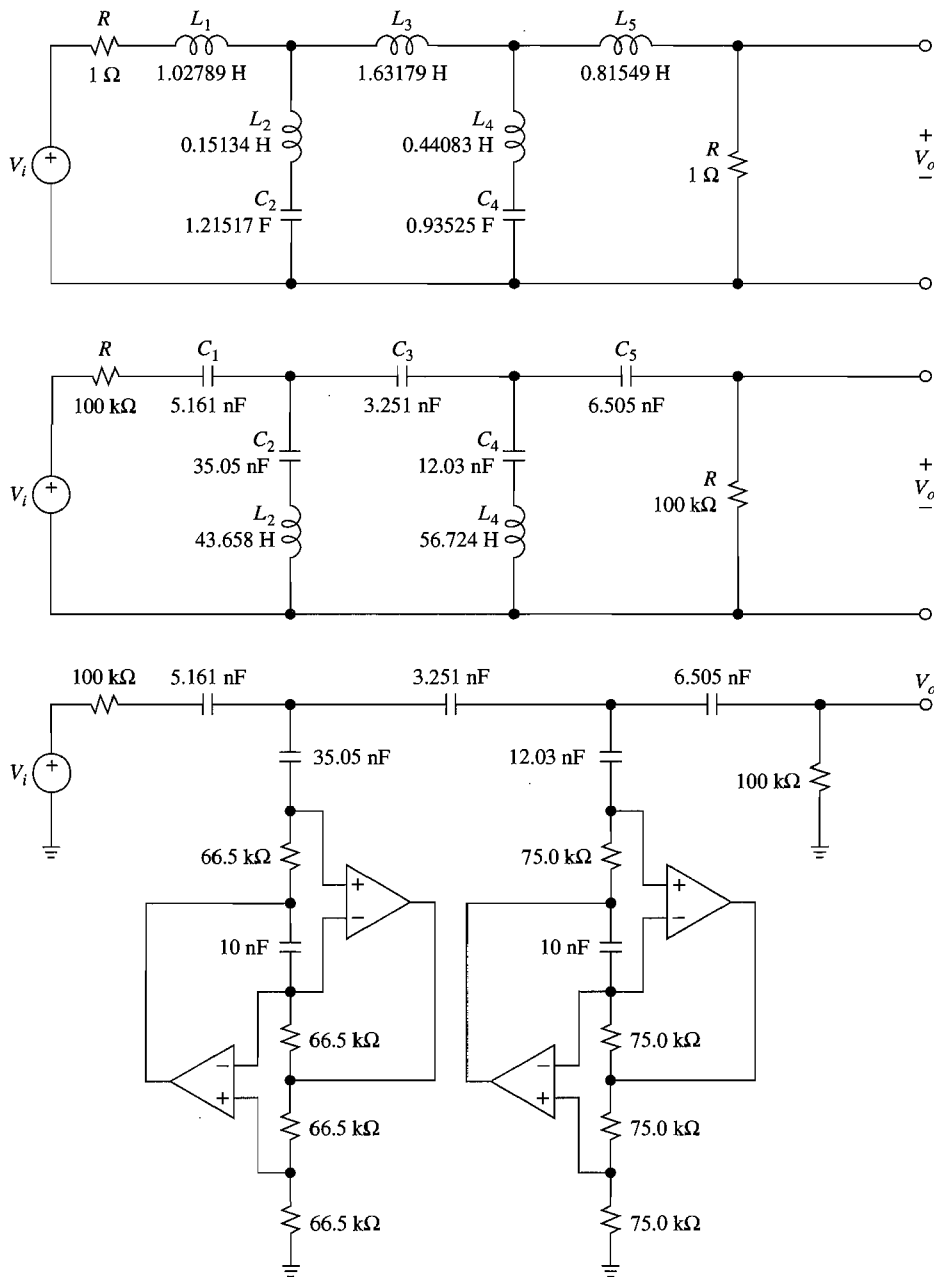 R L₁ L₃ L₅
1 Ω 1.02789 H 1.63179 H 0.81549 H
L₂ L₄
0.15134 H 0.44083 H
+
Vᵢ + R Vₒ
1 Ω −
C₂ C₄
1.21517 F 0.93525 F
R C₁ C₃ C₅
100 kΩ 5.161 nF 3.251 nF 6.505 nF
C₂ C₄
35.05 nF 12.03 nF
+
Vᵢ + R Vₒ
100 kΩ −
L₂ L₄
43.658 H 56.724 H
100 kΩ 5.161 nF 3.251 nF 6.505 nF Vₒ
35.05 nF 12.03 nF
Vᵢ + 100 kΩ
66.5 kΩ 75.0 kΩ
+ +
− −
10 nF 10 nF
66.5 kΩ 75.0 kΩ
− −
+ +
66.5 kΩ 75.0 kΩ
66.5 kΩ 75.0 kΩ